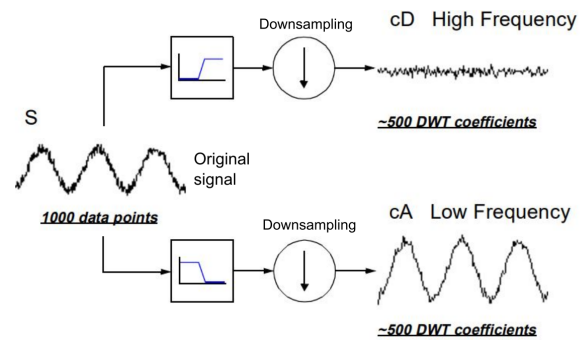 Downsampling
cD High Frequency
~500 DWT coefficients
S
Original
signal
1000 data points
Downsampling
cA Low Frequency
~500 DWT coefficients